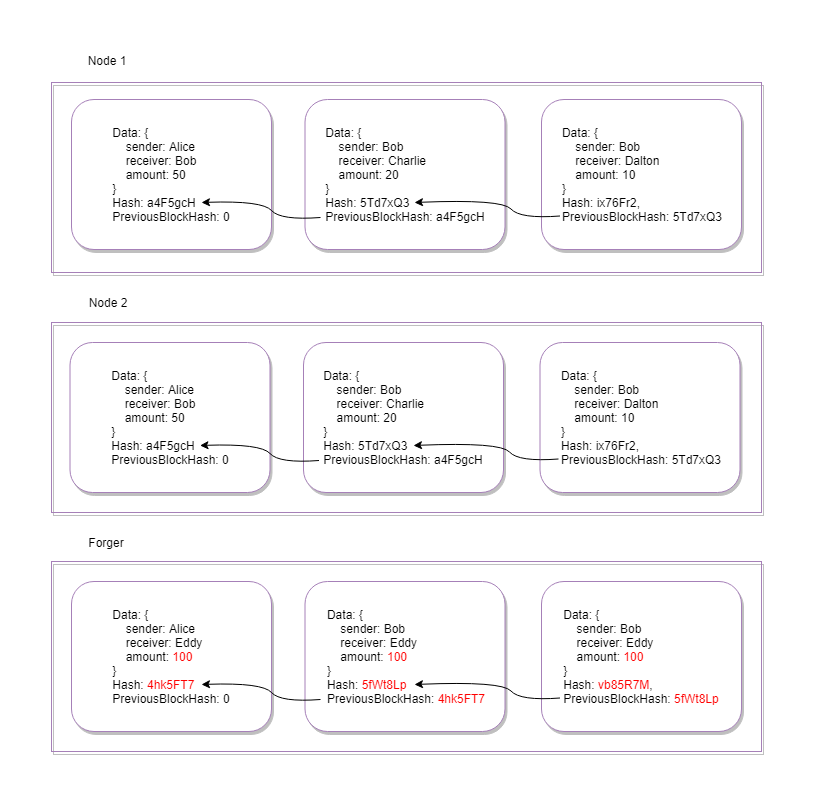 Node 1
Data: {
sender: Alice
receiver: Bob
amount: 50
}
Hash: a4F5gcH
PreviousBlockHash: 0
Data: {
sender: Bob
receiver: Charlie
amount: 20
}
Hash: 5Td7xQ3
PreviousBlockHash: a4F5gcH
Data: {
sender: Bob
receiver: Dalton
amount: 10
}
Hash: ix76Fr2,
PreviousBlockHash: 5Td7xQ3
Node 2
Data: {
sender: Alice
receiver: Bob
amount: 50
}
Hash: a4F5gcH
PreviousBlockHash: 0
Data: {
sender: Bob
receiver: Charlie
amount: 20
}
Hash: 5Td7xQ3
PreviousBlockHash: a4F5gcH
Data: {
sender: Bob
receiver: Dalton
amount: 10
}
Hash: ix76Fr2,
PreviousBlockHash: 5Td7xQ3
Forger
Data: {
sender: Alice
receiver: Eddy
amount: 100
}
Hash: 4hk5FT7
PreviousBlockHash: 0
Data: {
sender: Bob
receiver: Eddy
amount: 100
}
Hash: 5fWt8Lp
PreviousBlockHash: 4hk5FT7
Data: {
sender: Bob
receiver: Eddy
amount: 100
}
Hash: vb85R7M,
PreviousBlockHash: 5fWt8Lp